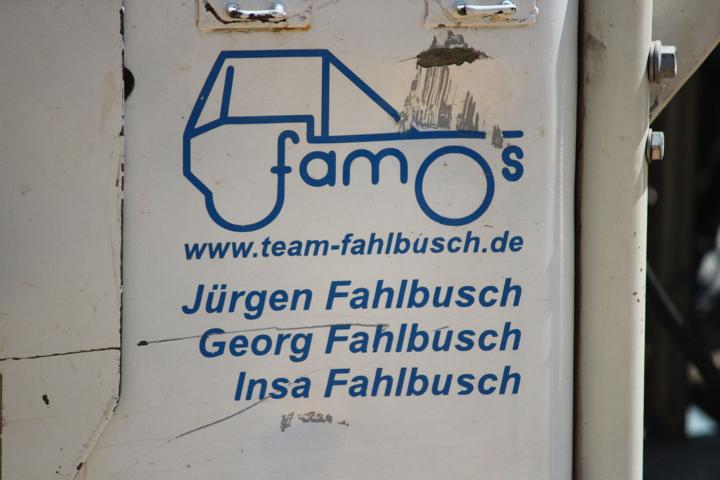 famos
www.team-fahlbusch.de
Jürgen Fahlbusch
Georg Fahlbusch
Insa Fahlbusch